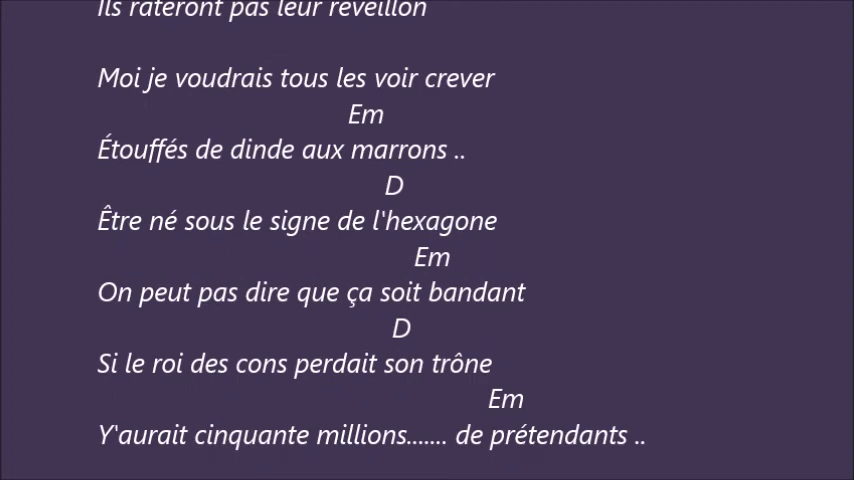 Ils rateront pas leur réveillon
Moi je voudrais tous les voir crever
Em
Étouffés de dinde aux marrons ..
D
Être né sous le signe de l'hexagone
Em
On peut pas dire que ça soit bandant
D
Si le roi des cons perdait son trône
Em
Y'aurait cinquante millions....... de prétendants ..